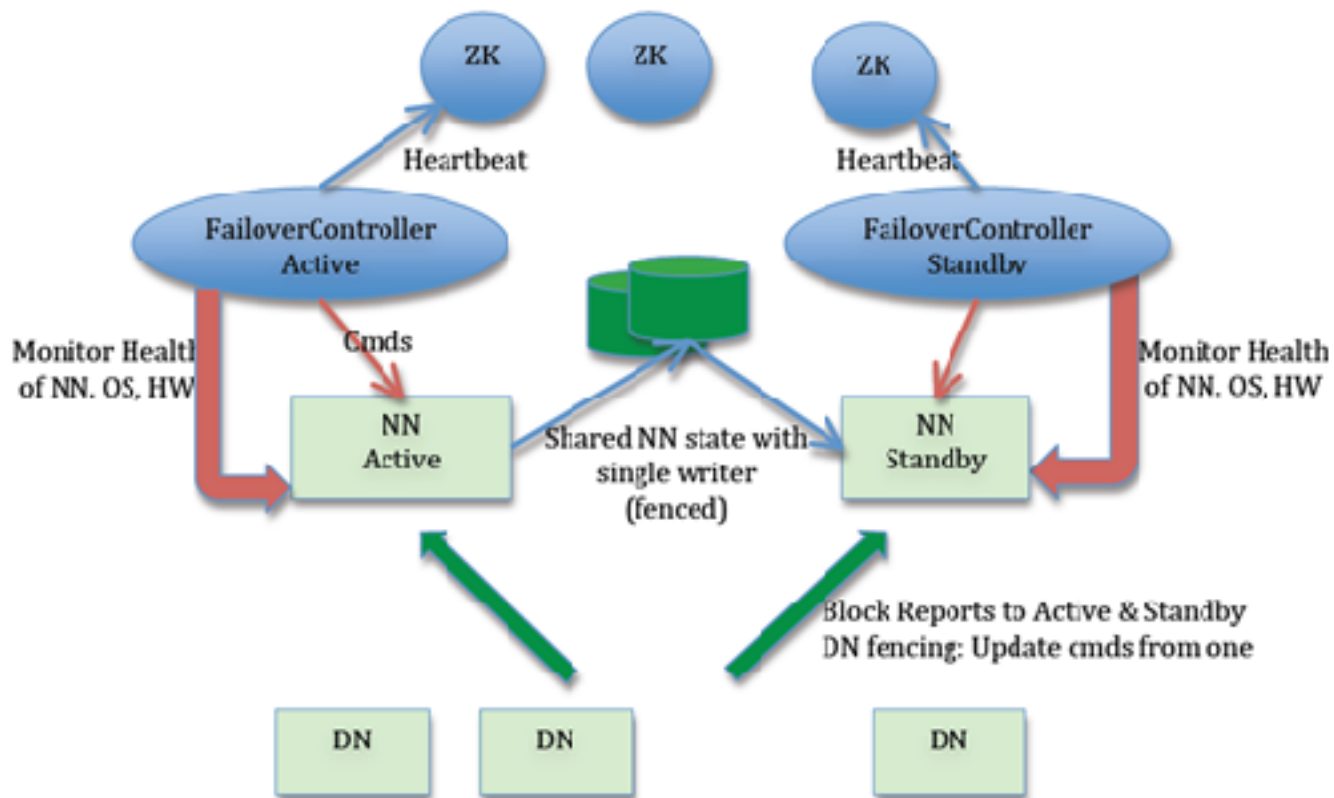 ZK
ZK
ZK
Heartbeat
Heartbeat
FailoverController
Active
FailoverController
Standby
Cmds
Monitor Health
of NN. OS, HW
Monitor Health
of NN. OS, HW
NN
Active
Shared NN state with
single writer
(fenced)
NN
Standby
Block Reports to Active & Standby
DN fencing: Update cmds from one
DN
DN
DN